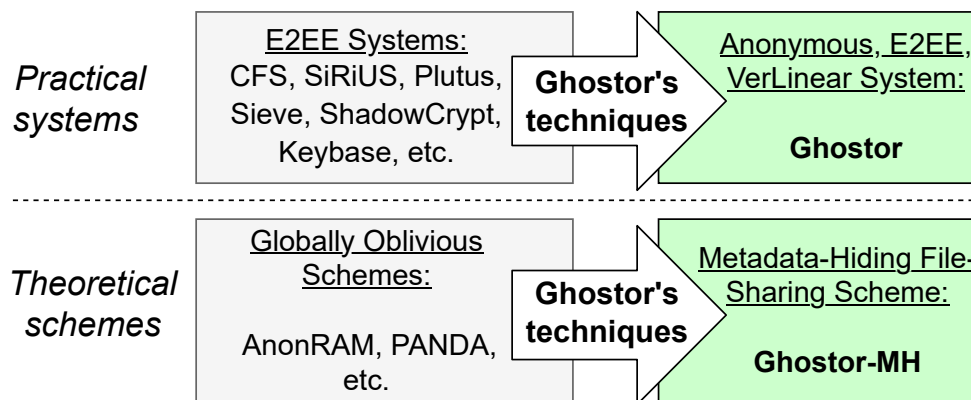 Practical
systems
E2EE Systems:
CFS, SiRiUS, Plutus,
Sieve, ShadowCrypt,
Keybase, etc.
Ghostor's
techniques
Anonymous, E2EE,
VerLinear System:
Ghostor
Theoretical
schemes
Globally Oblivious
Schemes:
AnonRAM, PANDA,
etc.
Ghostor's
techniques
Metadata-Hiding File-
Sharing Scheme:
Ghostor-MH